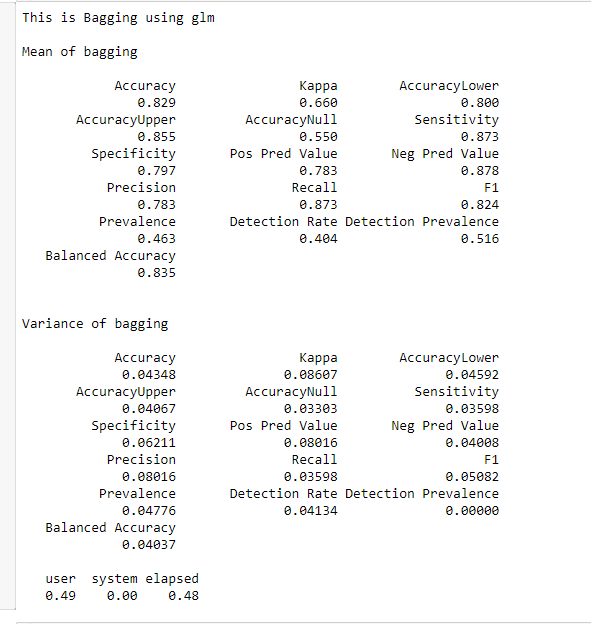 This is Bagging using glm
Mean of bagging
Accuracy Kappa AccuracyLower
0.829 0.660 0.800
AccuracyUpper AccuracyNull Sensitivity
0.855 0.550 0.873
Specificity Pos Pred Value Neg Pred Value
0.797 0.783 0.878
Precision Recall F1
0.783 0.873 0.824
Prevalence Detection Rate Detection Prevalence
0.463 0.404 0.516
Balanced Accuracy
0.835
Variance of bagging
Accuracy Kappa AccuracyLower
0.04348 0.08607 0.04592
AccuracyUpper AccuracyNull Sensitivity
0.04067 0.03303 0.03598
Specificity Pos Pred Value Neg Pred Value
0.06211 0.08016 0.04008
Precision Recall F1
0.08016 0.03598 0.05082
Prevalence Detection Rate Detection Prevalence
0.04776 0.04134 0.00000
Balanced Accuracy
0.04037
user system elapsed
0.49 0.00 0.48